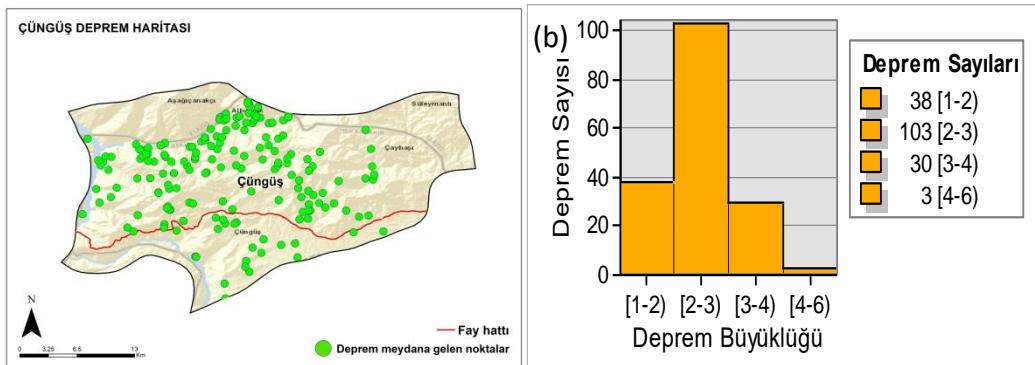 ÇÜNGÜŞ DEPREM HARİTASI
Aşağıçanakçı
Süleymanlı
Çaybaşı
Çüngüş
Çüngüş
N
0 3,25 6,5 13
Km
Fay hattı
Deprem meydana gelen noktalar
(b)
Deprem Sayısı
100
80
60
40
20
0
[1-2) [2-3) [3-4) [4-6)
Deprem Büyüklüğü
Deprem Sayıları
38 [1-2)
103 [2-3)
30 [3-4)
3 [4-6)